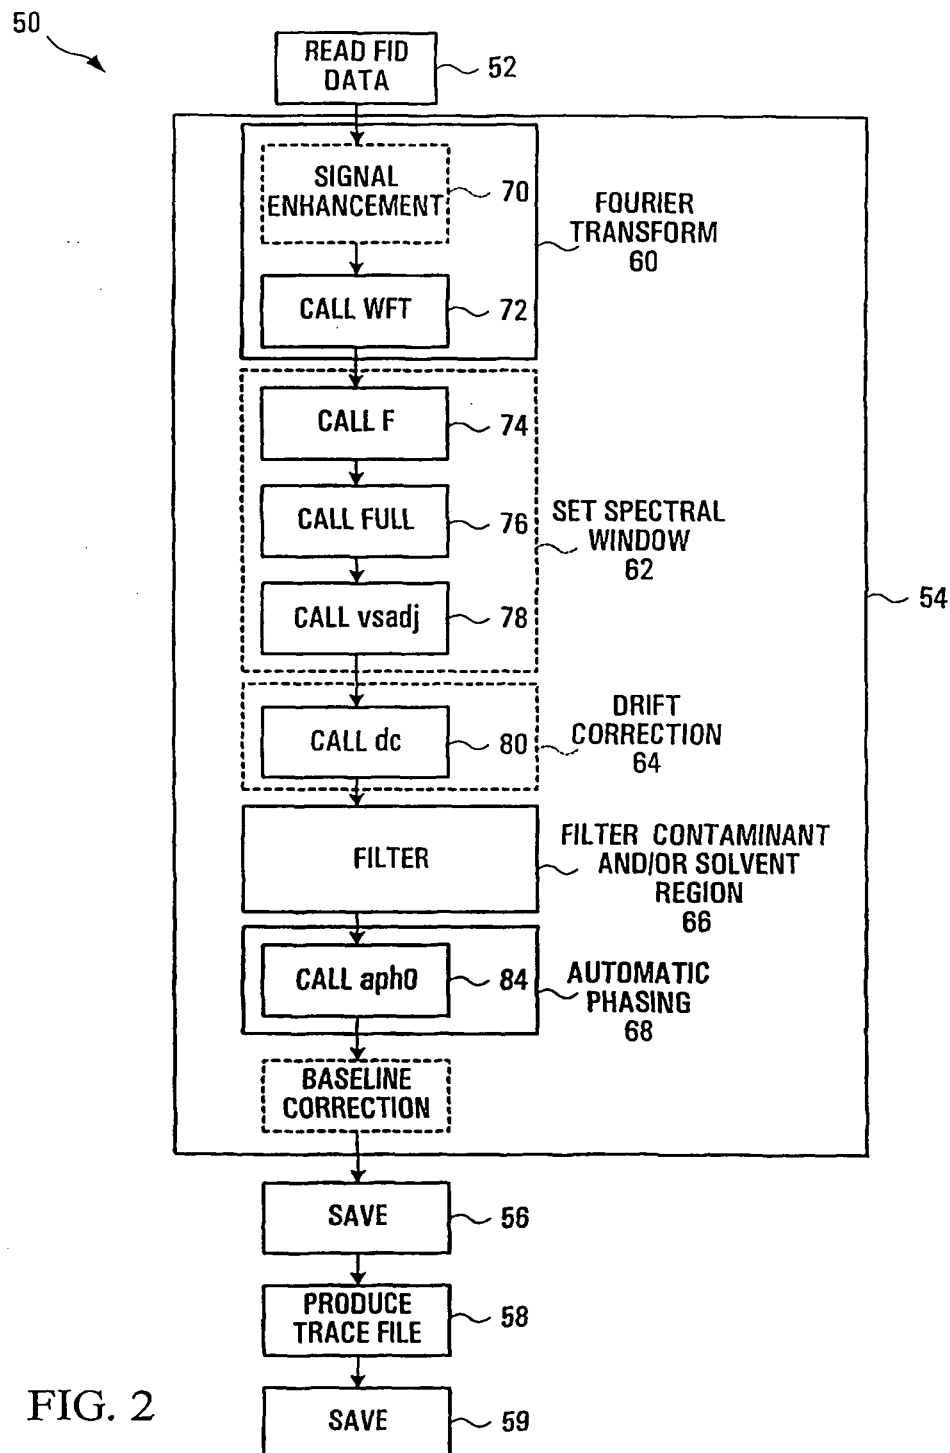 50
READ FID
DATA
52
SIGNAL
ENHANCEMENT
70
FOURIER
TRANSFORM
60
CALL WFT
72
CALL F
74
CALL FULL
76
SET SPECTRAL
WINDOW
62
54
CALL vsadj
78
CALL dc
80
DRIFT
CORRECTION
64
FILTER
FILTER CONTAMINANT
AND/OR SOLVENT
REGION
66
CALL aph0
84
AUTOMATIC
PHASING
68
BASELINE
CORRECTION
SAVE
56
PRODUCE
TRACE FILE
58
SAVE
59
FIG. 2